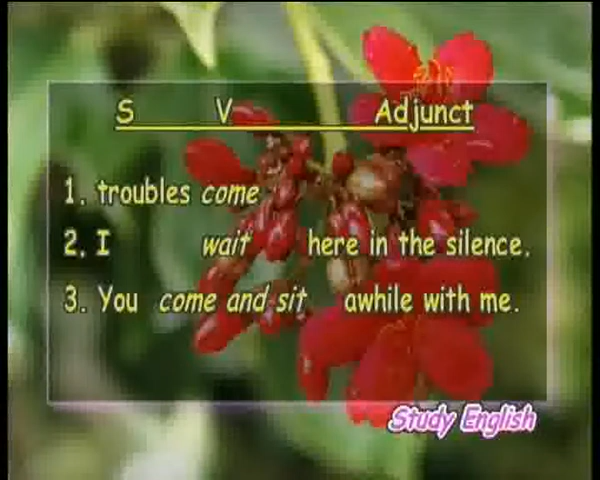 S V Adjunct
1. troubles come
2. I wait here in the silence.
3. You come and sit awhile with me.
Study English